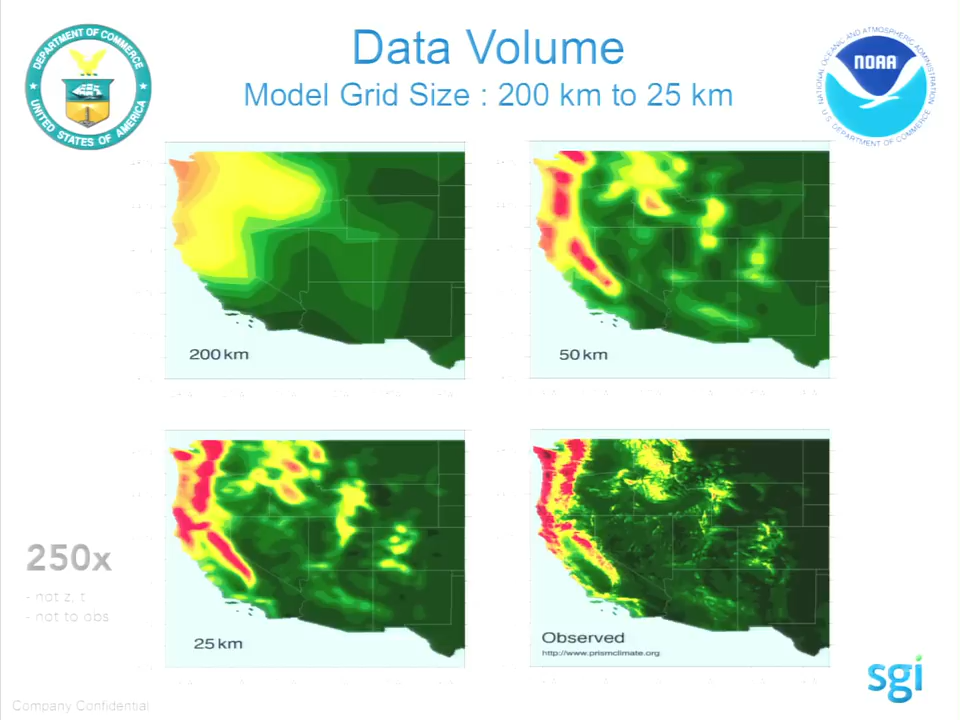 Data Volume
Model Grid Size : 200 km to 25 km
DEPARTMENT OF COMMERCE
UNITED STATES OF AMERICA
NATIONAL OCEANIC AND ATMOSPHERIC ADMINISTRATION
U.S. DEPARTMENT OF COMMERCE
NOAA
200 km
50 km
250x
- not z, t
- not to obs
25 km
Observed
http://www.prismclimate.org
sgi
Company Confidential